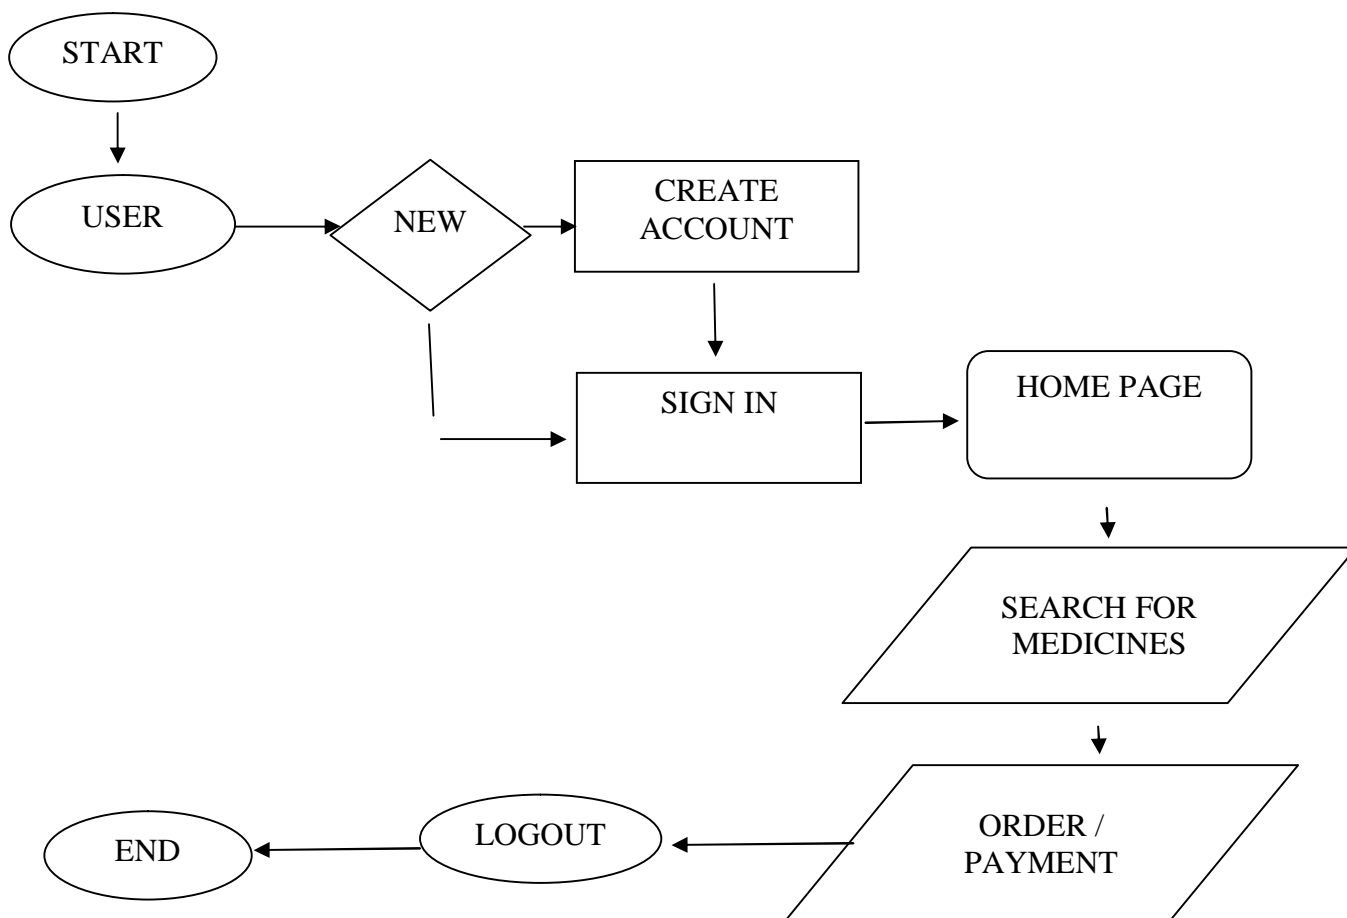 START
USER
NEW
CREATE
ACCOUNT
SIGN IN
HOME PAGE
SEARCH FOR
MEDICINES
ORDER /
PAYMENT
LOGOUT
END